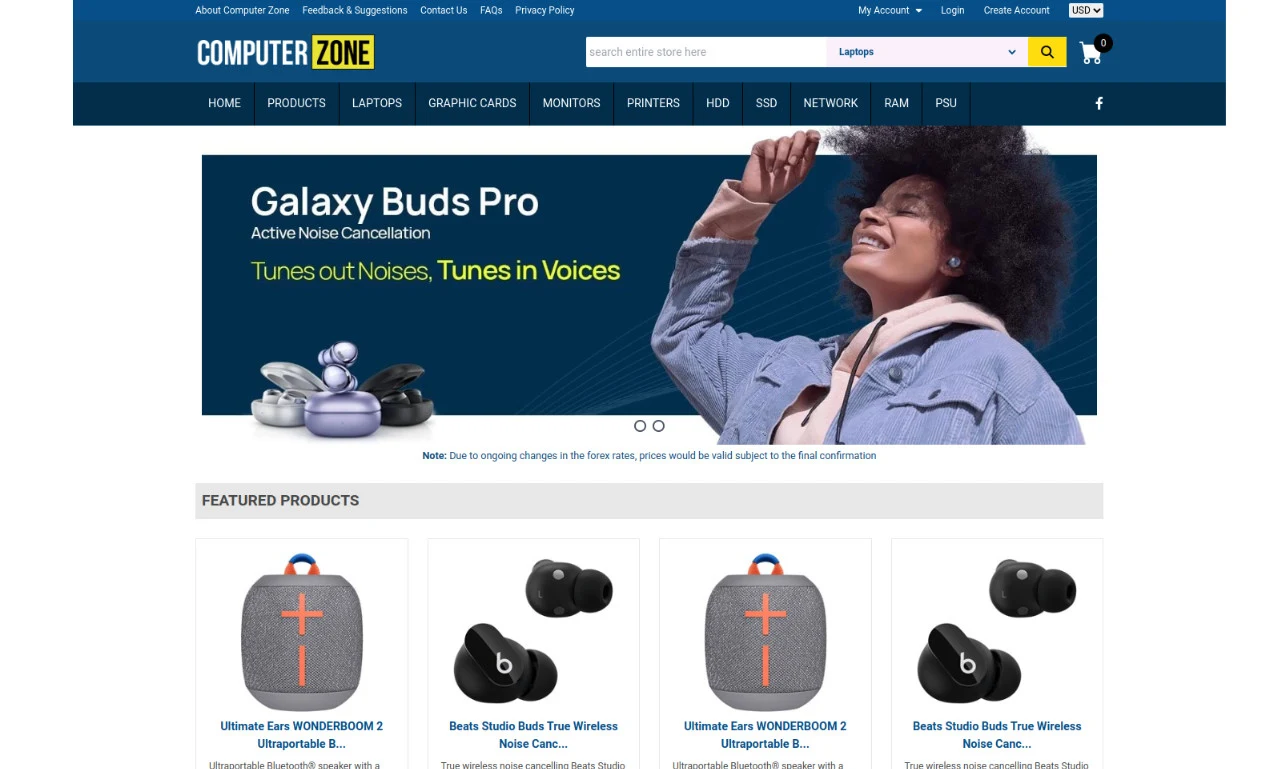 About Computer Zone Feedback & Suggestions Contact Us FAQs Privacy Policy My Account Login Create Account USD
COMPUTER ZONE
search entire store here Laptops 0
HOME PRODUCTS LAPTOPS GRAPHIC CARDS MONITORS PRINTERS HDD SSD NETWORK RAM PSU
Galaxy Buds Pro
Active Noise Cancellation
Tunes out Noises, Tunes in Voices
Note: Due to ongoing changes in the forex rates, prices would be valid subject to the final confirmation
FEATURED PRODUCTS
Ultimate Ears WONDERBOOM 2
Ultraportable B...
Ultraportable Bluetooth® speaker with a
Beats Studio Buds True Wireless
Noise Canc...
True wireless noise cancelling Beats Studio
Ultimate Ears WONDERBOOM 2
Ultraportable B...
Ultraportable Bluetooth® speaker with a
Beats Studio Buds True Wireless
Noise Canc...
True wireless noise cancelling Beats Studio